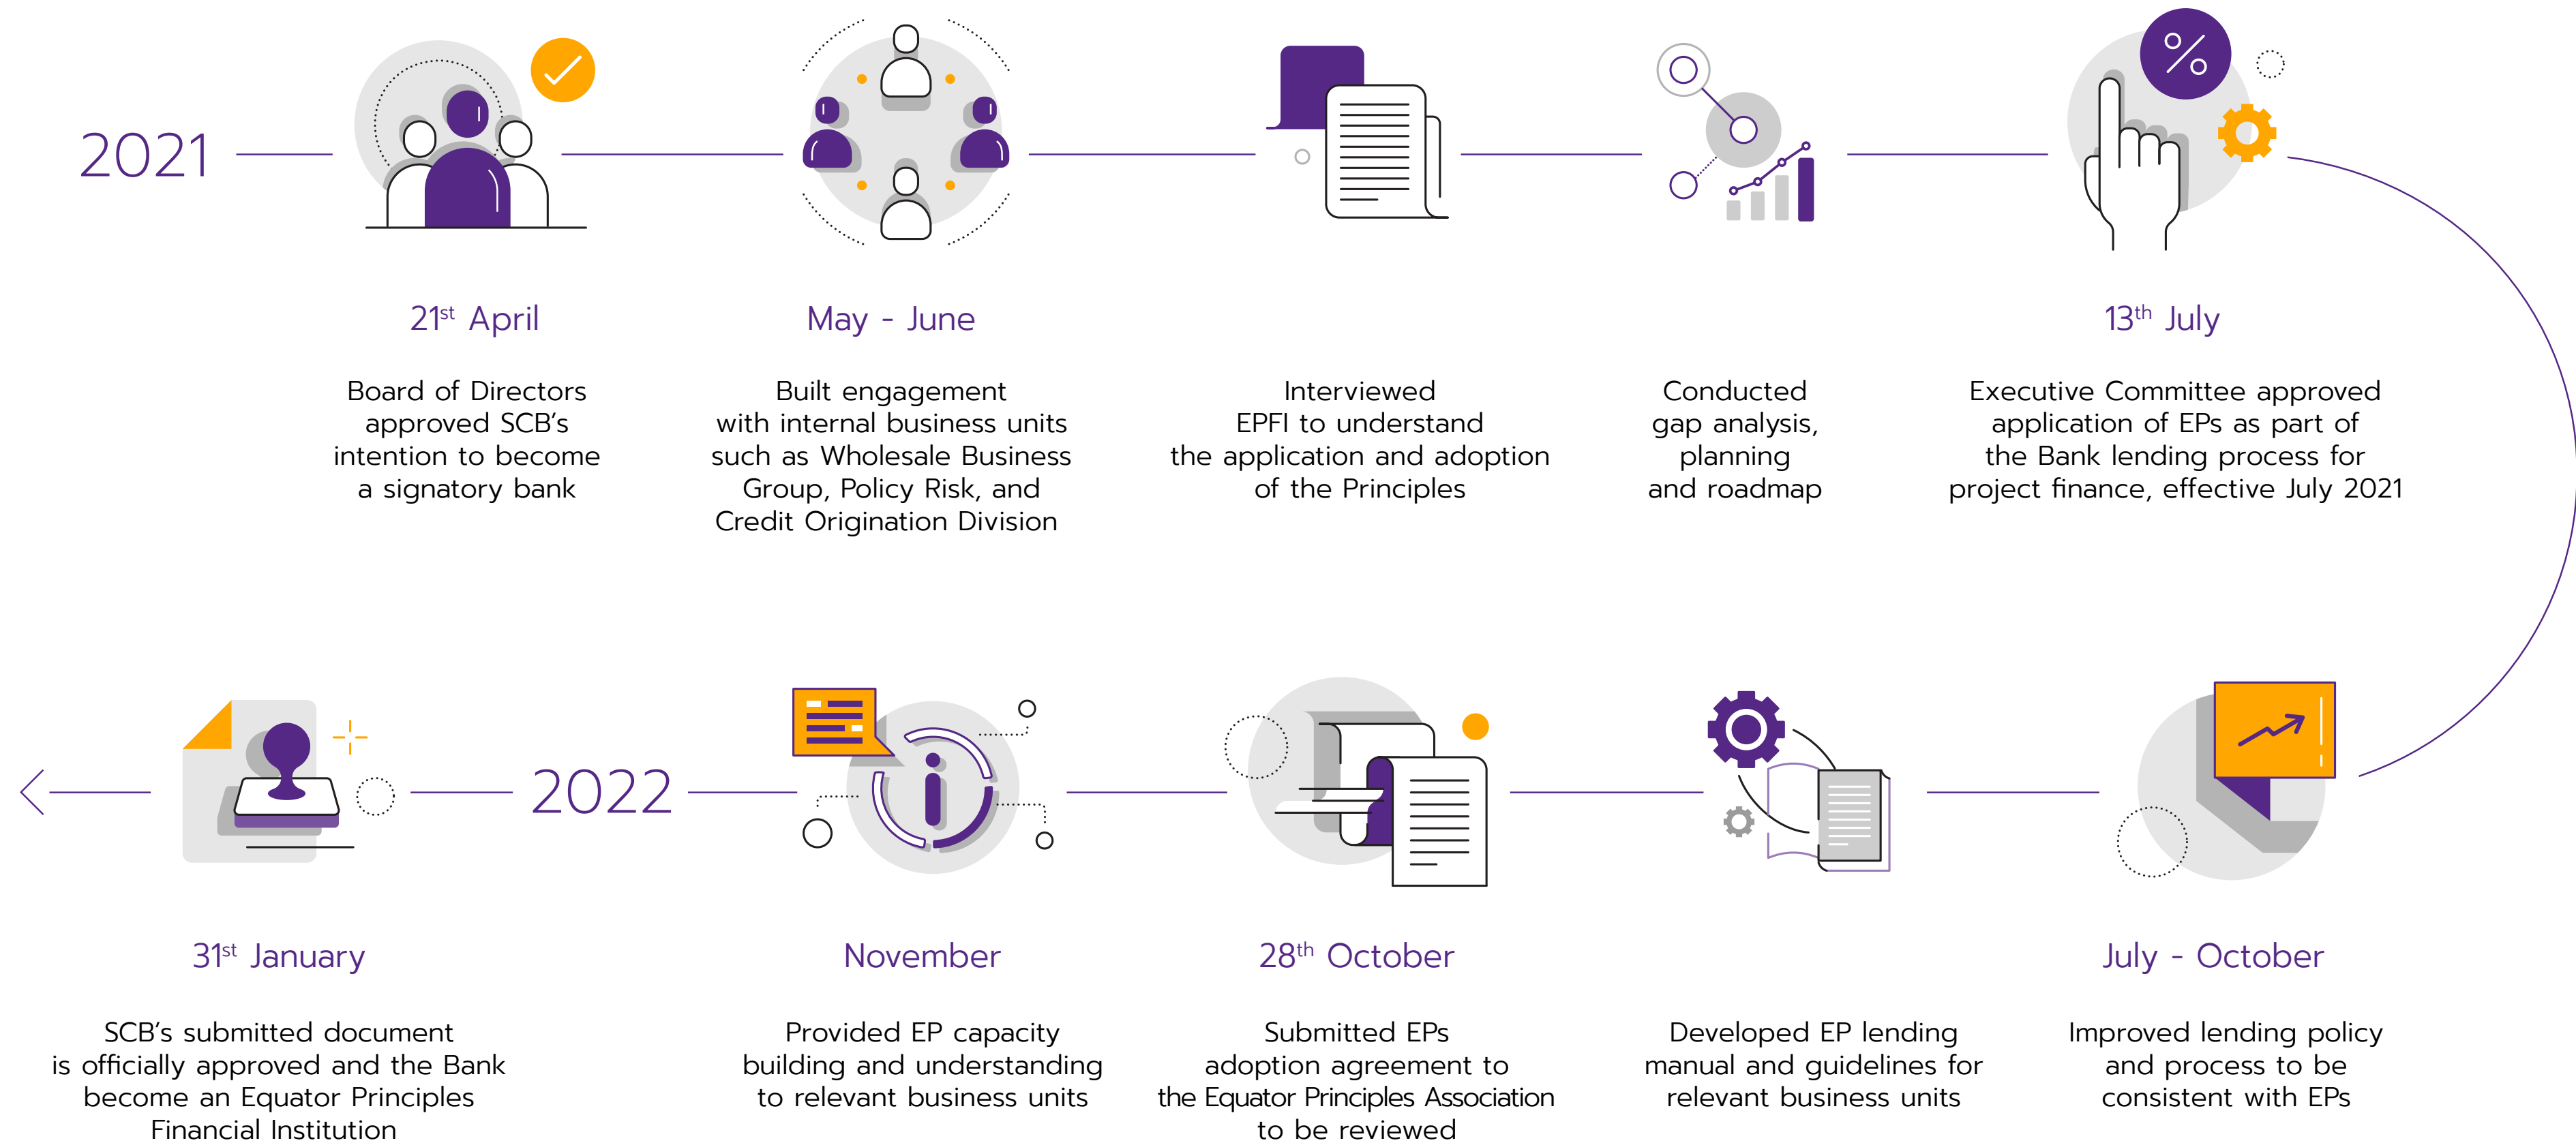 2021
21st April
Board of Directors
approved SCB's
intention to become
a signatory bank
May - June
Built engagement
with internal business units
such as Wholesale Business
Group, Policy Risk, and
Credit Origination Division
Interviewed
EPFI to understand
the application and adoption
of the Principles
Conducted
gap analysis,
planning
and roadmap
%
13th July
Executive Committee approved
application of EPs as part of
the Bank lending process for
project finance, effective July 2021
July - October
Improved lending policy
and process to be
consistent with EPs
Developed EP lending
manual and guidelines for
relevant business units
28th October
Submitted EPs
adoption agreement to
the Equator Principles Association
to be reviewed
i
November
Provided EP capacity
building and understanding
to relevant business units
2022
31st January
SCB's submitted document
is officially approved and the Bank
become an Equator Principles
Financial Institution